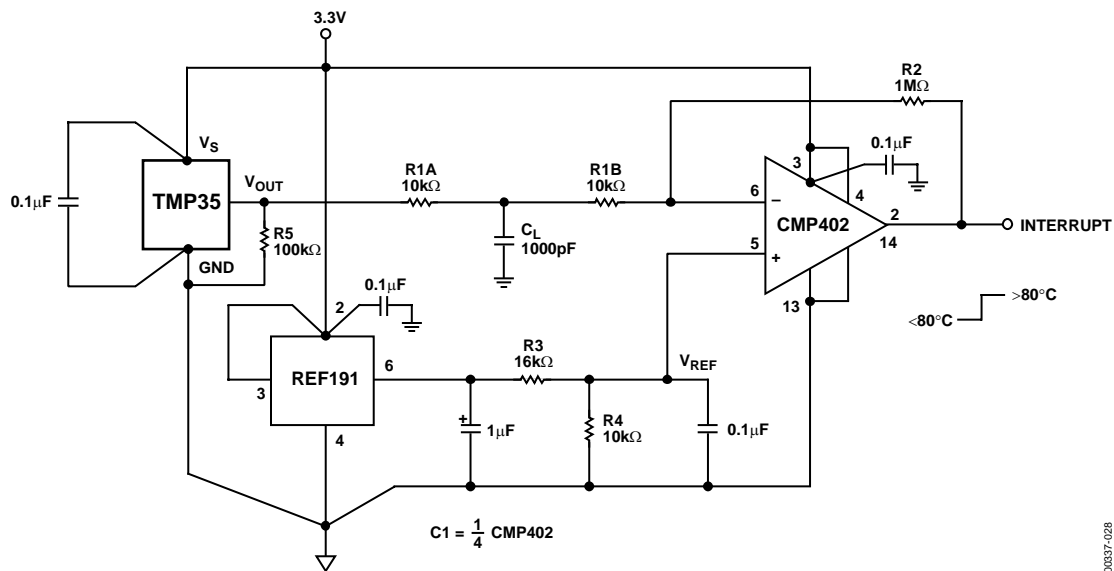 3.3V
R2
1MΩ
VS
0.1µF
TMP35
VOUT
R1A
10kΩ
R1B
10kΩ
3
0.1µF
4
6
−
CMP402
2
14
INTERRUPT
5
+
R5
100kΩ
CL
1000pF
GND
13
>80°C
<80°C
0.1µF
2
REF191
3
6
4
R3
16kΩ
VREF
+
1µF
R4
10kΩ
0.1µF
C1 = 1/4 CMP402
00337-028